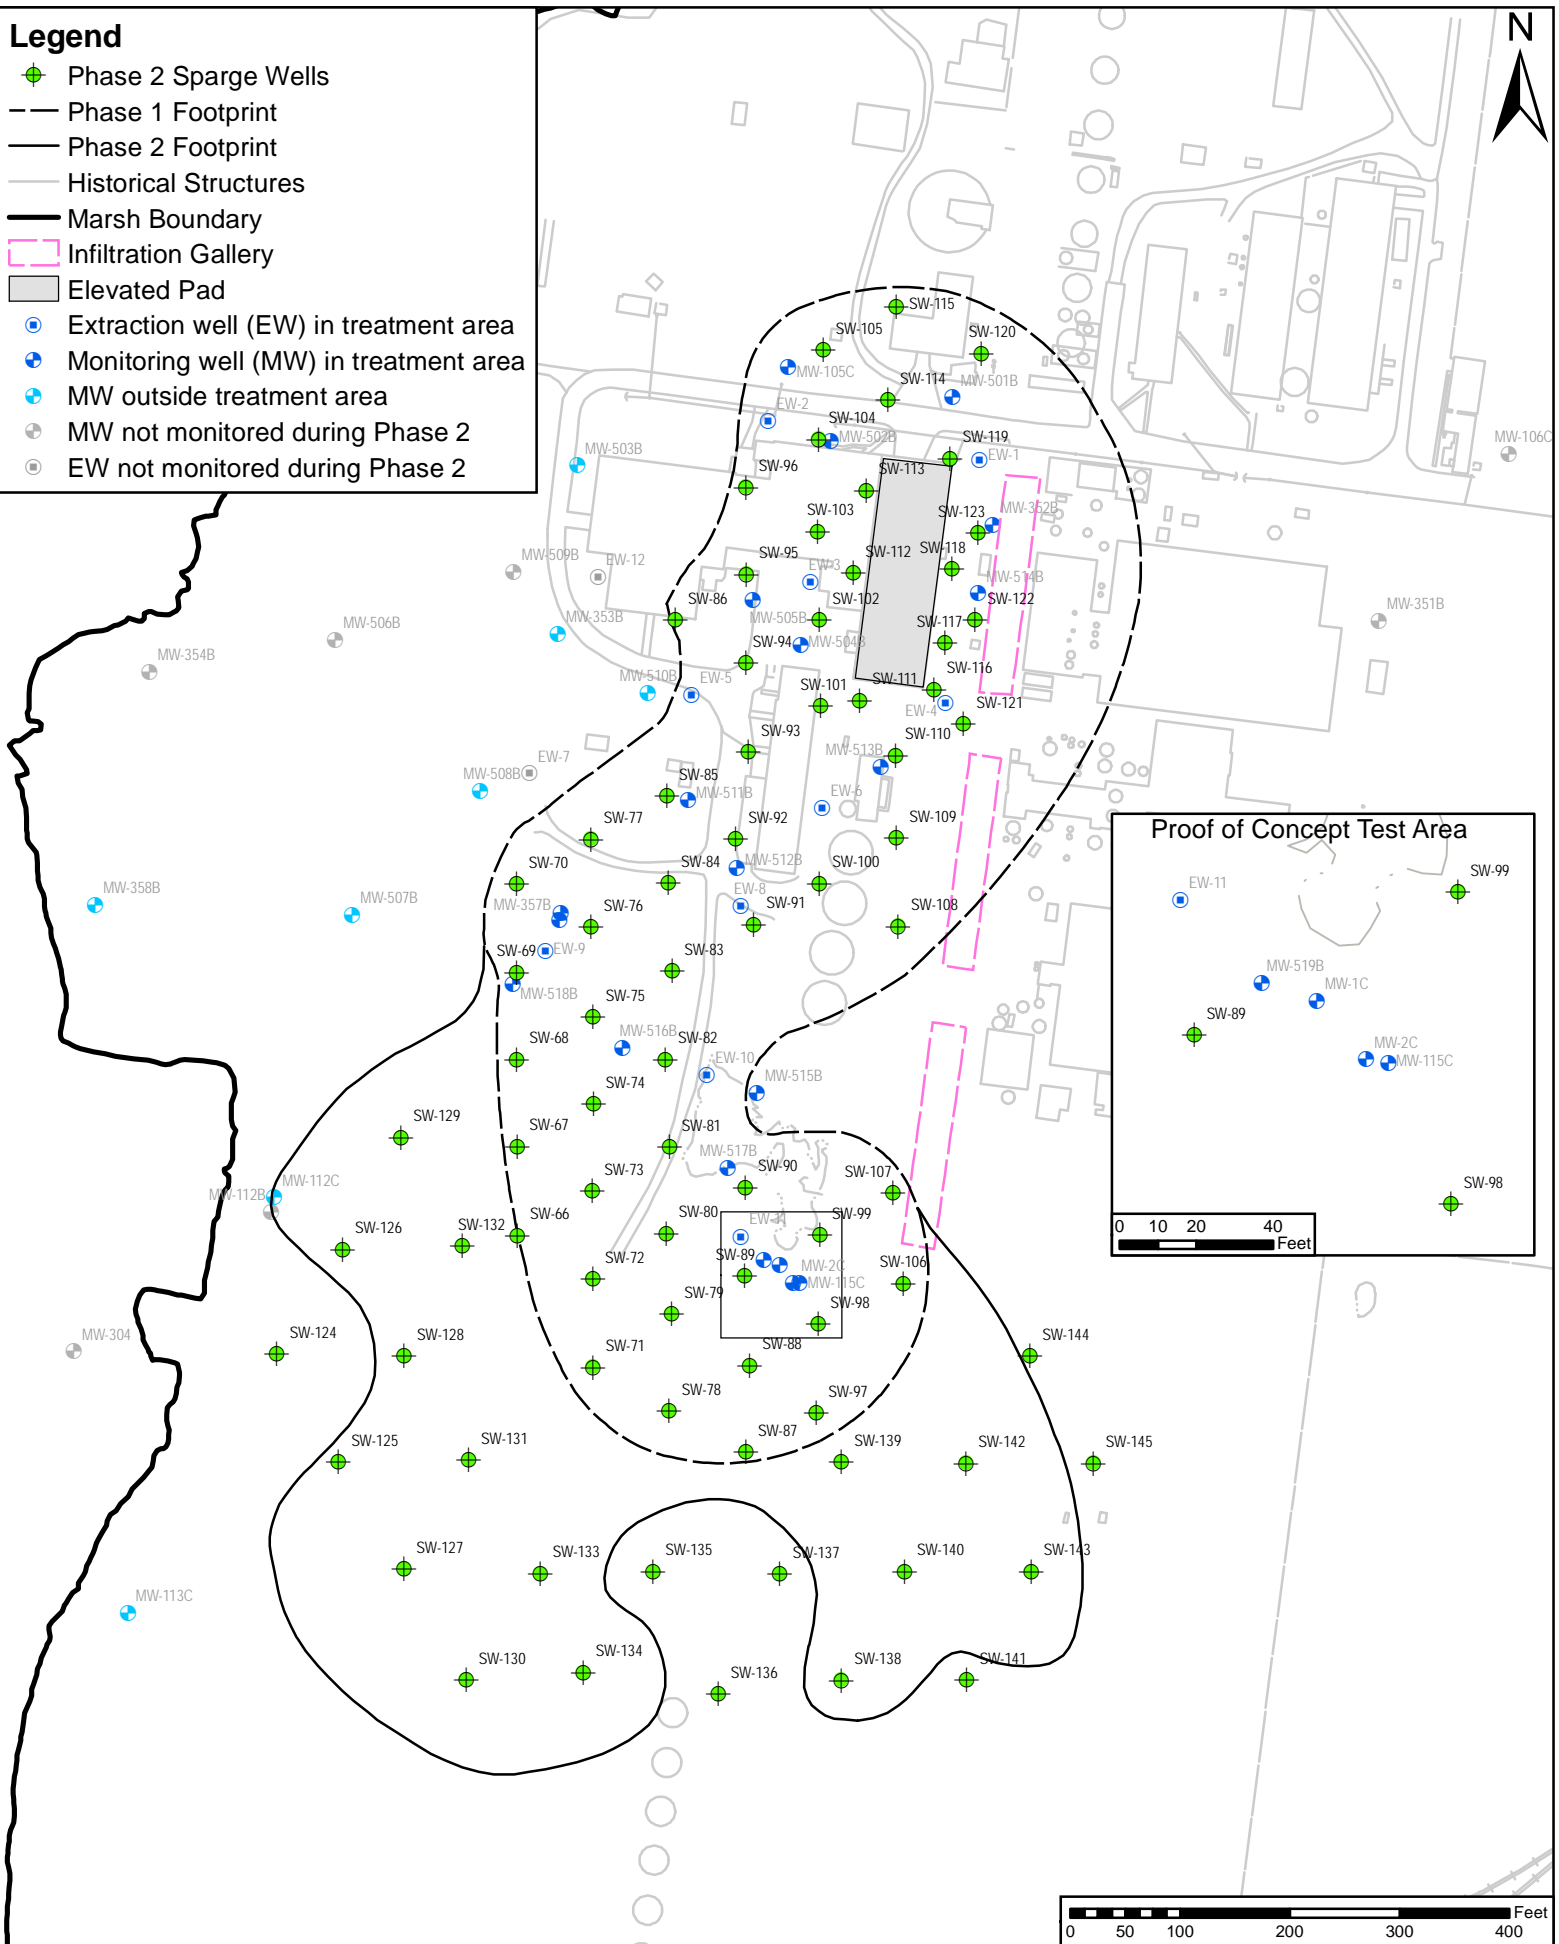 Legend
Phase 2 Sparge Wells
Phase 1 Footprint
Phase 2 Footprint
Historical Structures
Marsh Boundary
Infiltration Gallery
Elevated Pad
Extraction well (EW) in treatment area
Monitoring well (MW) in treatment area
MW outside treatment area
MW not monitored during Phase 2
EW not monitored during Phase 2
N
SW-115
SW-105
SW-120
MW-105C
MW-501B
SW-114
EW-2
SW-104
MW-502B
SW-119
EW-1
MW-106C
MW-503B
SW-96
SW-113
SW-103
SW-123
MW-352B
MW-509B
EW-12
SW-95
EW-3
SW-112
SW-118
MW-514B
SW-86
MW-505B
SW-102
SW-122
MW-351B
MW-506B
MW-353B
SW-94
MW-504B
SW-117
MW-354B
MW-510B
EW-5
SW-101
SW-111
SW-116
EW-4
SW-121
SW-93
MW-513B
SW-110
EW-7
MW-508B
SW-85
MW-511B
EW-6
SW-77
SW-92
SW-109
SW-70
SW-84
MW-512B
SW-100
MW-358B
MW-507B
MW-357B
SW-76
EW-8
SW-91
SW-108
SW-69
EW-9
SW-83
MW-518B
SW-75
SW-68
MW-516B
SW-82
EW-10
MW-515B
SW-74
SW-129
SW-67
SW-81
MW-517B
SW-73
SW-90
SW-107
MW-112C
MW-112B
SW-126
SW-132
SW-66
SW-80
EW-11
SW-99
SW-72
SW-89
MW-2C
MW-115C
SW-106
SW-79
SW-98
MW-304
SW-124
SW-128
SW-71
SW-88
SW-144
SW-78
SW-97
SW-125
SW-131
SW-87
SW-139
SW-142
SW-145
SW-127
SW-133
SW-135
SW-137
SW-140
SW-143
MW-113C
SW-130
SW-134
SW-136
SW-138
SW-141
Proof of Concept Test Area
SW-99
EW-11
MW-519B
MW-1C
SW-89
MW-2C
MW-115C
SW-98
0 10 20 40
Feet
Feet
0 50 100 200 300 400